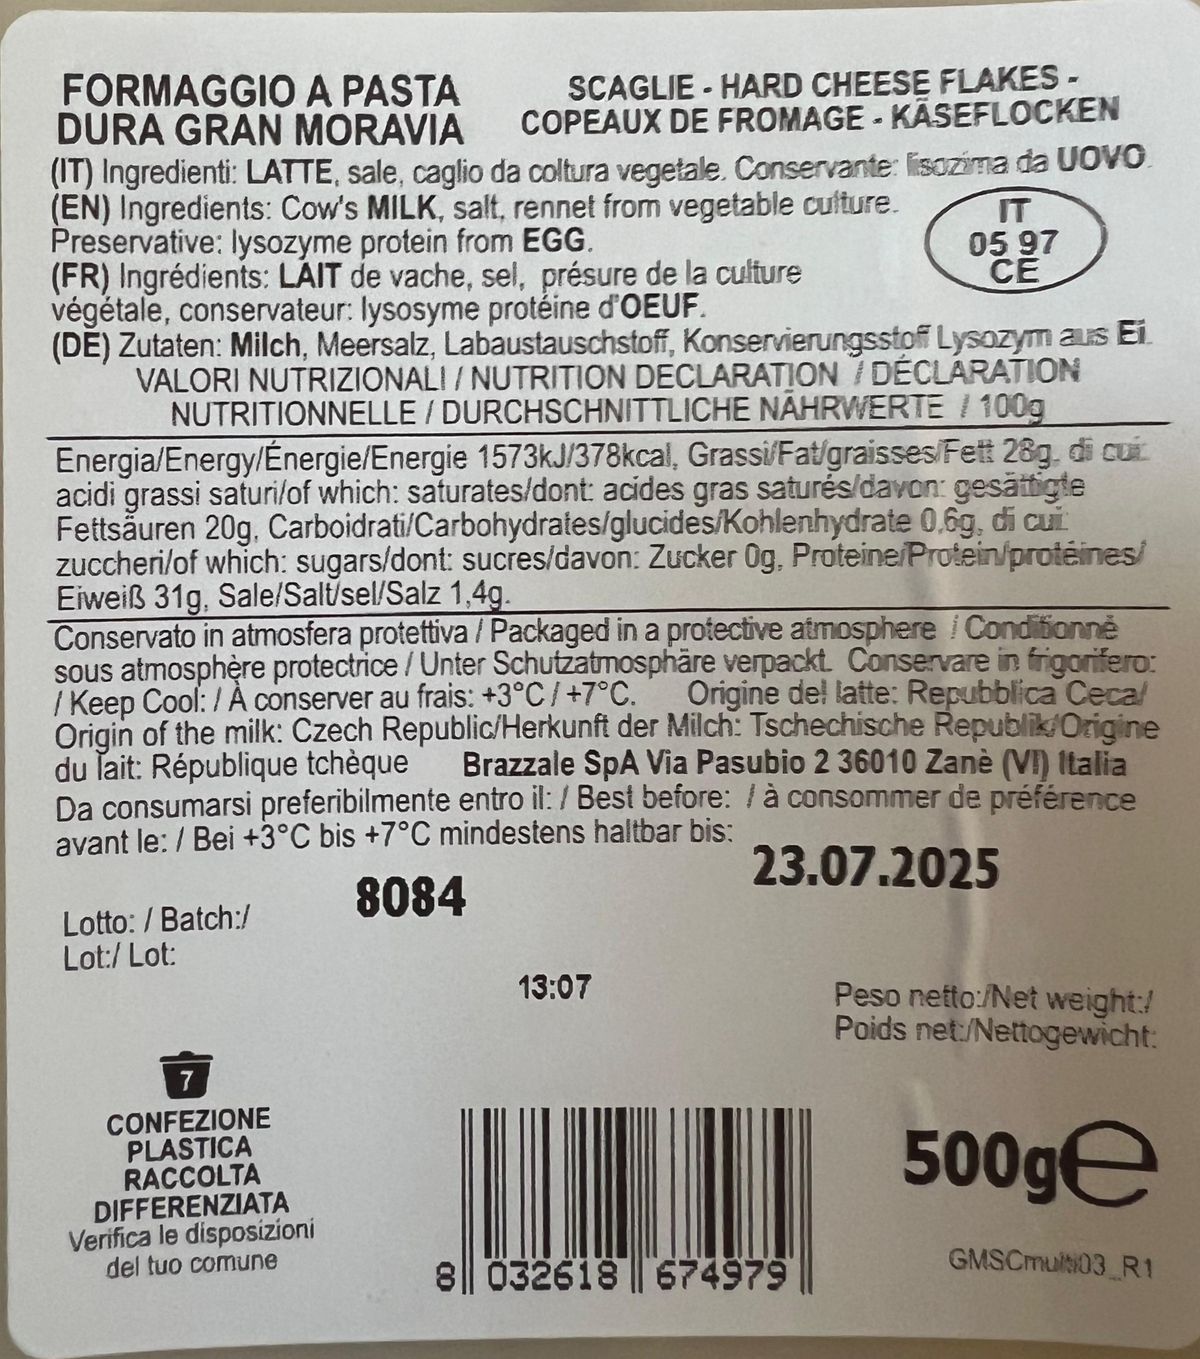 FORMAGGIO A PASTA
DURA GRAN MORAVIA
SCAGLIE - HARD CHEESE FLAKES -
COPEAUX DE FROMAGE - KÄSEFLOCKEN
(IT) Ingredienti: LATTE, sale, caglio da coltura vegetale. Conservante: lisozima da UOVO.
(EN) Ingredients: Cow's MILK, salt, rennet from vegetable culture.
Preservative: lysozyme protein from EGG.
(FR) Ingrédients: LAIT de vache, sel, présure de la culture
végétale, conservateur: lysosyme protéine d'OEUF.
(DE) Zutaten: Milch, Meersalz, Labaustauschstoff, Konservierungsstoff Lysozym aus Ei.
IT
05 97
CE
VALORI NUTRIZIONALI / NUTRITION DECLARATION / DÉCLARATION
NUTRITIONNELLE / DURCHSCHNITTLICHE NÄHRWERTE / 100g
Energia/Energy/Énergie/Energie 1573kJ/378kcal, Grassi/Fat/graisses/Fett 28g, di cui:
acidi grassi saturi/of which: saturates/dont: acides gras saturés/davon: gesättigte
Fettsäuren 20g, Carboidrati/Carbohydrates/glucides/Kohlenhydrate 0,6g, di cui:
zuccheri/of which: sugars/dont: sucres/davon: Zucker 0g, Proteine/Protein/protéines/
Eiweiß 31g, Sale/Salt/sel/Salz 1,4g.
Conservato in atmosfera protettiva / Packaged in a protective atmosphere / Conditionné
sous atmosphère protectrice / Unter Schutzatmosphäre verpackt. Conservare in frigorifero:
/ Keep Cool: / À conserver au frais: +3°C / +7°C. Origine del latte: Repubblica Ceca/
Origin of the milk: Czech Republic/Herkunft der Milch: Tschechische Republik/Origine
du lait: République tchèque Brazzale SpA Via Pasubio 2 36010 Zanè (VI) Italia
Da consumarsi preferibilmente entro il: / Best before: / à consommer de préférence
avant le: / Bei +3°C bis +7°C mindestens haltbar bis:
23.07.2025
8084
Lotto: / Batch:/
Lot:/ Lot:
13:07
Peso netto:/Net weight:/
Poids net:/Nettogewicht:
7
CONFEZIONE
PLASTICA
RACCOLTA
DIFFERENZIATA
Verifica le disposizioni
del tuo comune
500g e
8 032618 674979
GMSCmulti03_R1